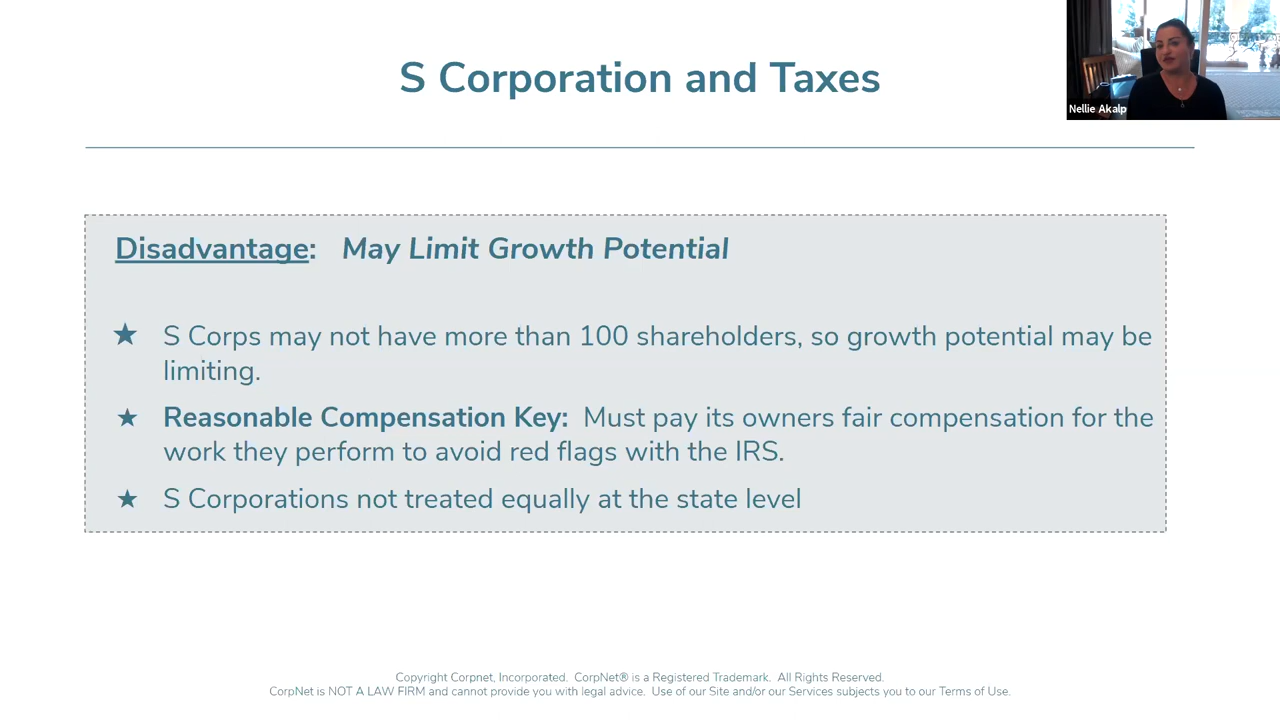 S Corporation and Taxes
Nellie Akalp
Disadvantage: May Limit Growth Potential
★ S Corps may not have more than 100 shareholders, so growth potential may be
limiting.
★ Reasonable Compensation Key: Must pay its owners fair compensation for the
work they perform to avoid red flags with the IRS.
★ S Corporations not treated equally at the state level
Copyright Corpnet, Incorporated. CorpNet® is a Registered Trademark. All Rights Reserved.
CorpNet is NOT A LAW FIRM and cannot provide you with legal advice. Use of our Site and/or our Services subjects you to our Terms of Use.